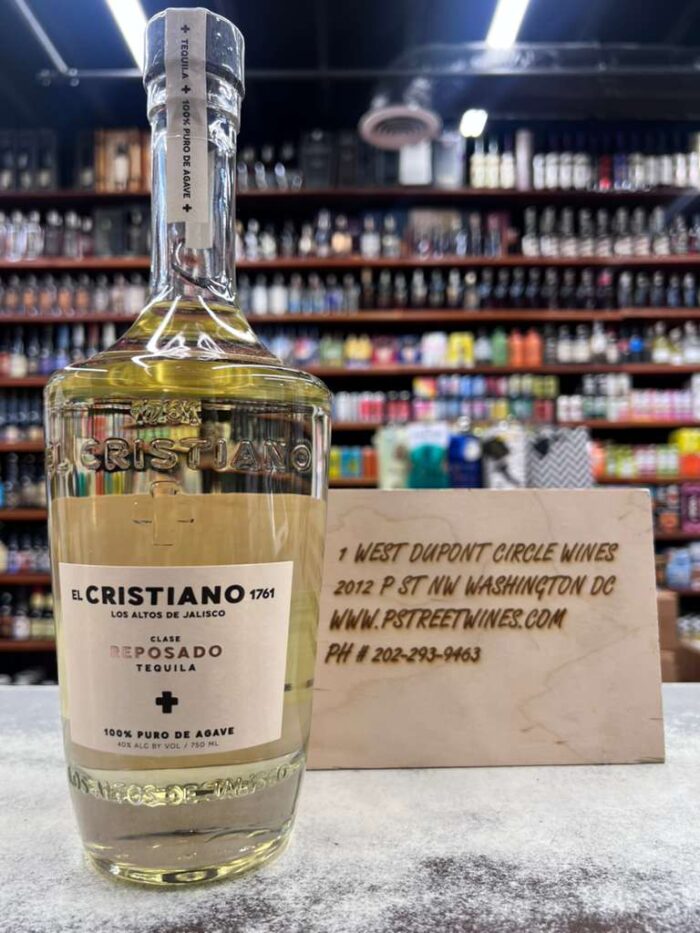 + TEQUILA + 100% PURO DE AGAVE +
1761
EL CRISTIANO
EL CRISTIANO 1761
LOS ALTOS DE JALISCO
CLASE
REPOSADO
TEQUILA
100% PURO DE AGAVE
40% ALC BY VOL / 750 ML
LOS ALTOS DE JALISCO
1 WEST DUPONT CIRCLE WINES
2012 P ST NW WASHINGTON DC
WWW.PSTREETWINES.COM
PH # 202-293-9463